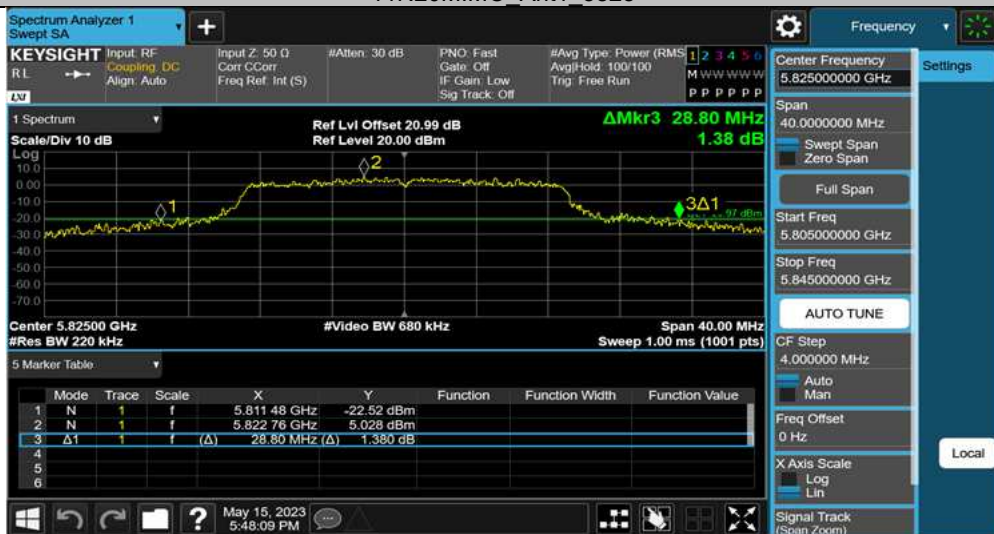 Spectrum Analyzer 1
Swept SA
+
Frequency
KEYSIGHT
RL
LXI
Input: RF
Coupling: DC
Align: Auto
Input Z: 50 Ω
Corr CCorr
Freq Ref: Int (S)
#Atten: 30 dB
PNO: Fast
Gate: Off
IF Gain: Low
Sig Track: Off
#Avg Type: Power (RMS
Avg|Hold: 100/100
Trig: Free Run
1 2 3 4 5 6
M W W W W W
P P P P P P
1 Spectrum
Scale/Div 10 dB
Ref Lvl Offset 20.99 dB
Ref Level 20.00 dBm
ΔMkr3 28.80 MHz
1.38 dB
Log
10.0
0.00
-10.0
-20.0
-30.0
-40.0
-50.0
-60.0
-70.0
1
2
3Δ1
Center 5.82500 GHz
#Res BW 220 kHz
#Video BW 680 kHz
Span 40.00 MHz
Sweep 1.00 ms (1001 pts)
5 Marker Table
Mode Trace Scale X Y Function Function Width Function Value
1 N 1 f 5.811 48 GHz -22.52 dBm
2 N 1 f 5.822 76 GHz 5.028 dBm
3 Δ1 1 f (Δ) 28.80 MHz (Δ) 1.380 dB
4
5
6
May 15, 2023
5:48:09 PM
Center Frequency
5.825000000 GHz
Span
40.0000000 MHz
Swept Span
Zero Span
Full Span
Start Freq
5.805000000 GHz
Stop Freq
5.845000000 GHz
AUTO TUNE
CF Step
4.000000 MHz
Auto
Man
Freq Offset
0 Hz
X Axis Scale
Log
Lin
Signal Track
(Span Zoom)
Settings
Local